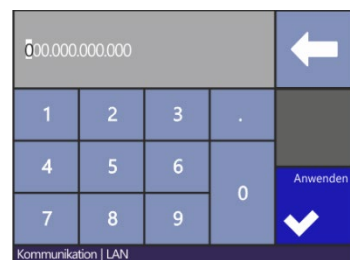 000.000.000.000
1 2 3 .
4 5 6
0
Anwenden
7 8 9
Kommunikation | LAN